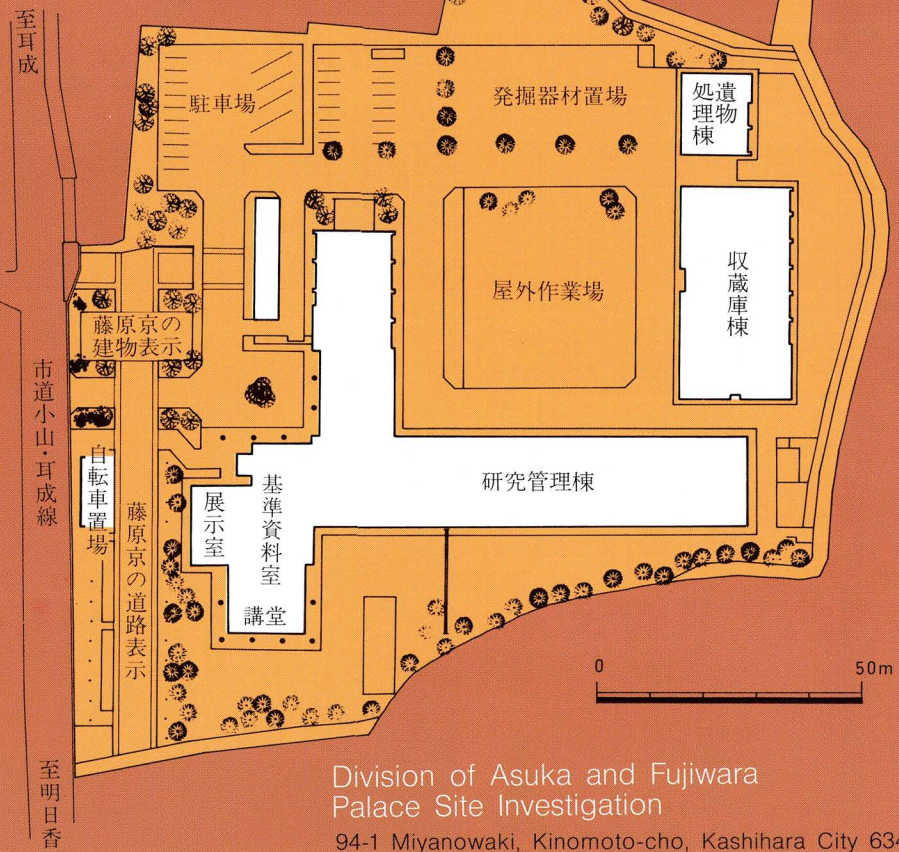 至耳成
駐車場
発掘器材置場
遺物
処理棟
収蔵庫棟
屋外作業場
藤原京の
建物表示
市道小山・耳成線
自転車置場
藤原京の道路表示
展示室
基準資料室
講堂
研究管理棟
至明日香
0 50m
Division of Asuka and Fujiwara
Palace Site Investigation
94-1 Miyanowaki, Kinomoto-cho, Kashihara City 634